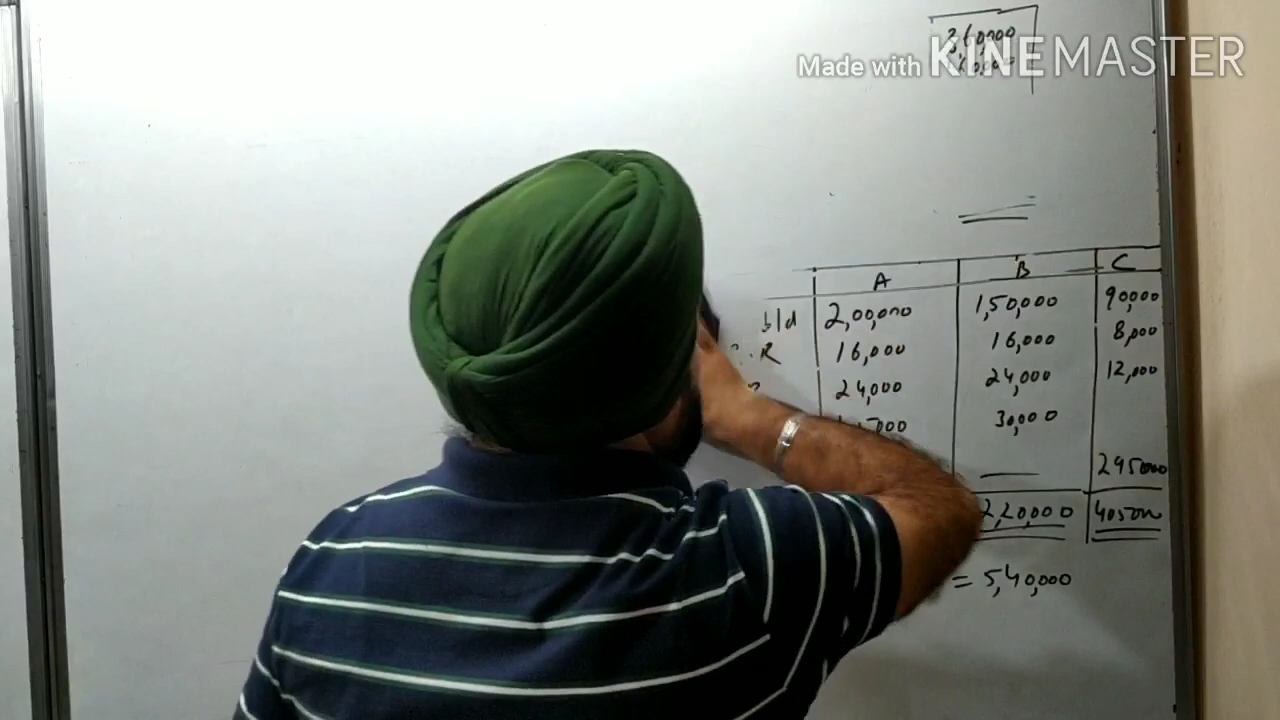 3,60,000
Made with KINEMASTER
A B C
b/d 2,00,000 1,50,000 90,000
R 16,000 16,000 8,000
24,000 24,000 12,000
30,000
295000
2,20,000 405000
= 5,40,000